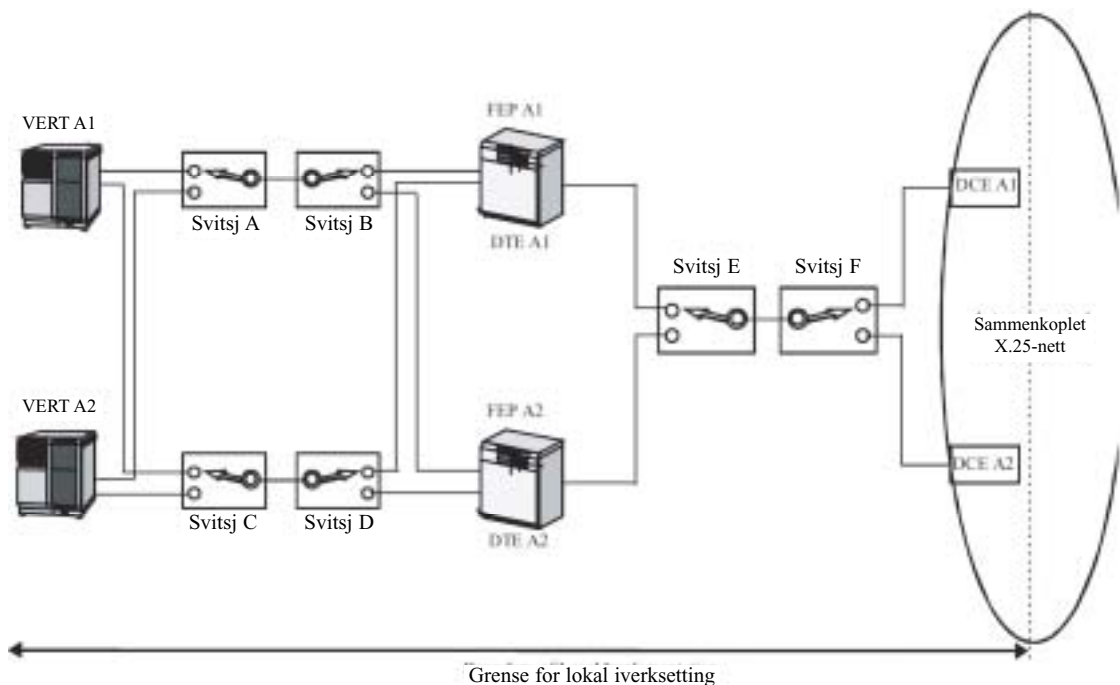 VERT A1
FEP A1
Svitsj A
Svitsj B
DTE A1
DCE A1
Svitsj E
Svitsj F
Sammenkoplet
X.25-nett
VERT A2
FEP A2
DCE A2
Svitsj C
Svitsj D
DTE A2
Grense for lokal iverksetting